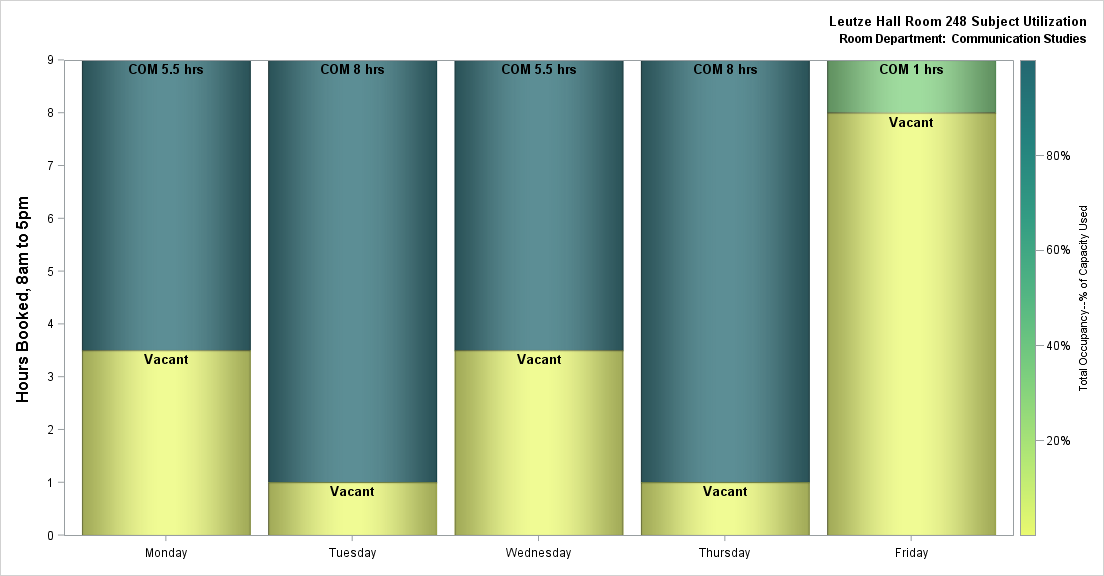 Leutze Hall Room 248 Subject Utilization
Room Department: Communication Studies
Hours Booked, 8am to 5pm
9
8
7
6
5
4
3
2
1
0
COM 5.5 hrs
Vacant
COM 8 hrs
Vacant
COM 5.5 hrs
Vacant
COM 8 hrs
Vacant
COM 1 hrs
Vacant
Monday
Tuesday
Wednesday
Thursday
Friday
80%
60%
40%
20%
Total Occupancy--% of Capacity Used